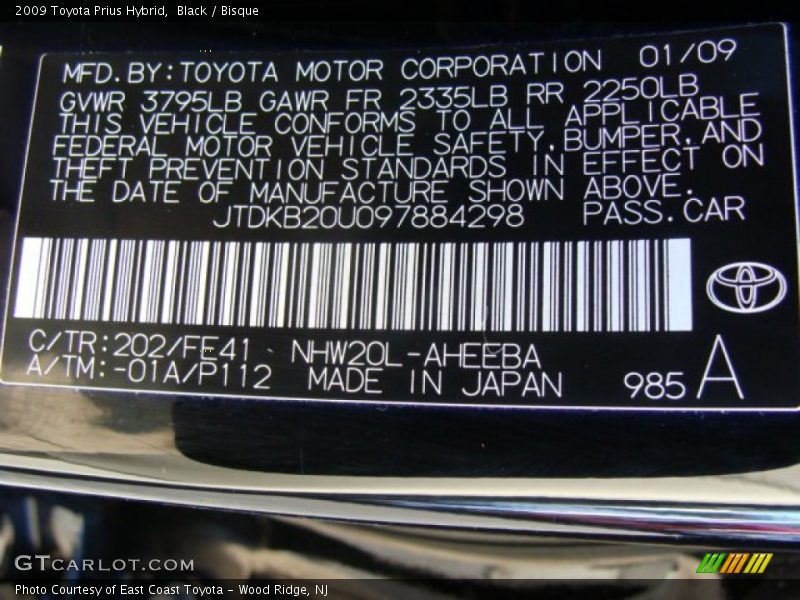 2009 Toyota Prius Hybrid,  Black / Bisque
MFD.BY:TOYOTA MOTOR CORPORATION 01/09
GVWR 3795LB GAWR FR 2335LB RR 2250LB
THIS VEHICLE CONFORMS TO ALL APPLICABLE
FEDERAL MOTOR VEHICLE SAFETY,BUMPER,AND
THEFT PREVENTION STANDARDS IN EFFECT ON
THE DATE OF MANUFACTURE SHOWN ABOVE.
JTDKB20U097884298 PASS.CAR
C/TR:202/FE41 NHW20L-AHEEBA
A/TM:-01A/P112 MADE IN JAPAN 985 A
GTCARLOT.COM
Photo Courtesy of East Coast Toyota – Wood Ridge, NJ